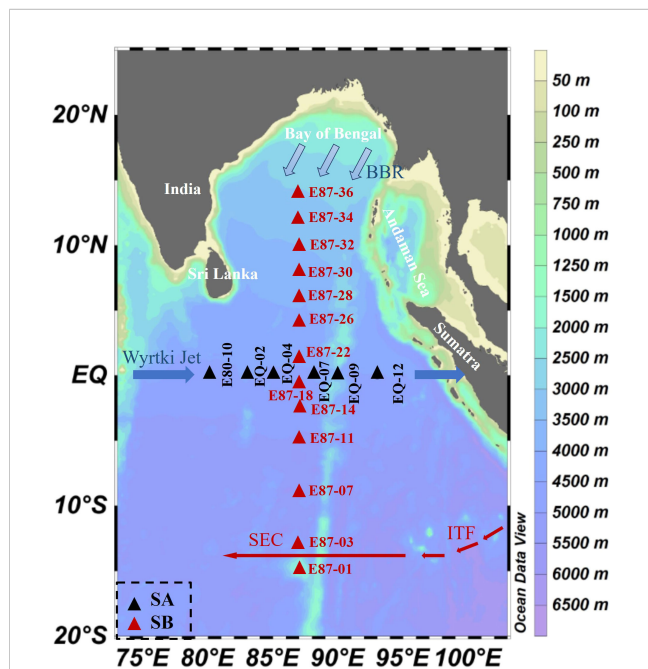 20°N
10°N
EQ
10°S
20°S
75°E
80°E
85°E
90°E
95°E
100°E
Bay of Bengal
BBR
India
Sri Lanka
Andaman Sea
Sumatra
E87-36
E87-34
E87-32
E87-30
E87-28
E87-26
E87-22
Wyrtki Jet
E80-10
EQ-02
EQ-04
EQ-07
EQ-09
EQ-12
E87-18
E87-14
E87-11
E87-07
E87-03
E87-01
SEC
ITF
SA
SB
50 m
100 m
250 m
500 m
750 m
1000 m
1250 m
1500 m
2000 m
2500 m
3000 m
3500 m
4000 m
4500 m
5000 m
5500 m
6000 m
6500 m
Ocean Data View